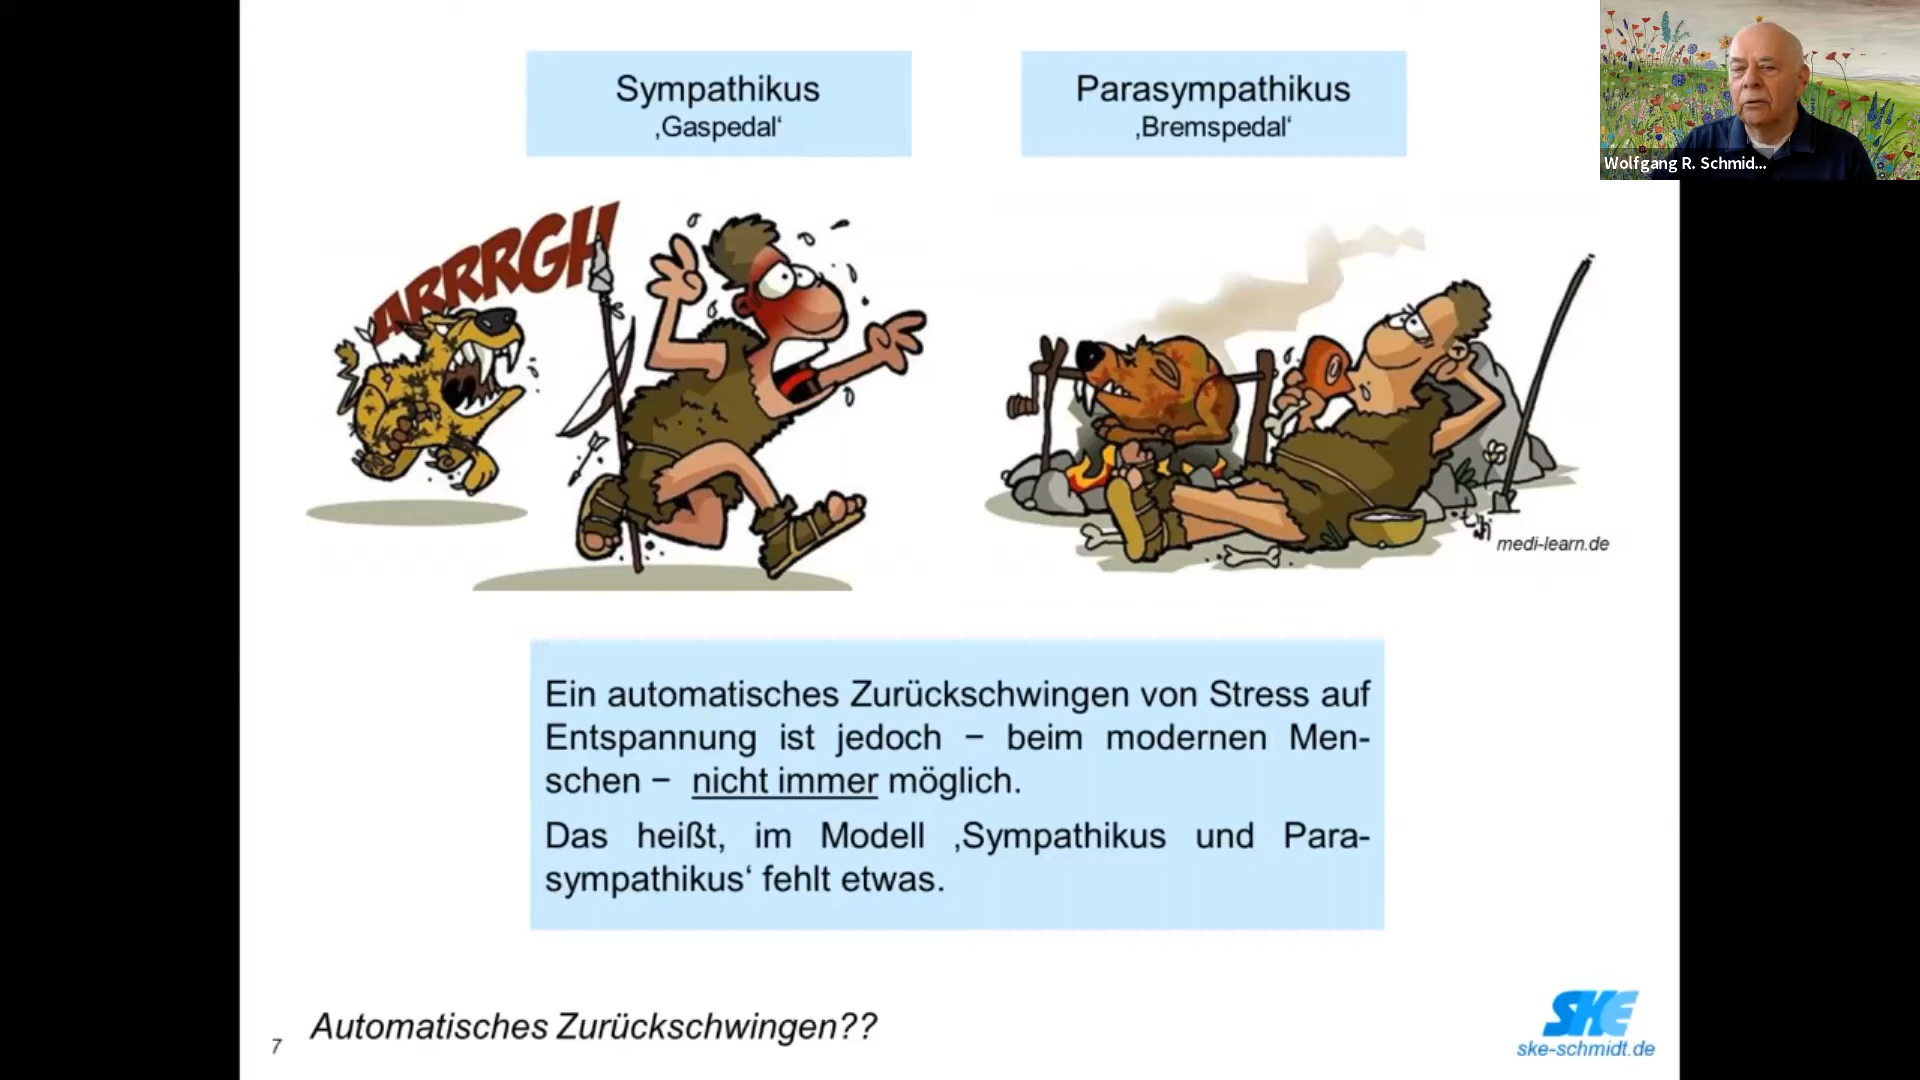 Sympathikus
‚Gaspedal‘
Parasympathikus
‚Bremspedal‘
Wolfgang R. Schmid...
ARRRGH
medi-learn.de
Ein automatisches Zurückschwingen von Stress auf
Entspannung ist jedoch – beim modernen Men-
schen – nicht immer möglich.
Das heißt, im Modell ‚Sympathikus und Para-
sympathikus‘ fehlt etwas.
7
Automatisches Zurückschwingen??
SKE
ske-schmidt.de